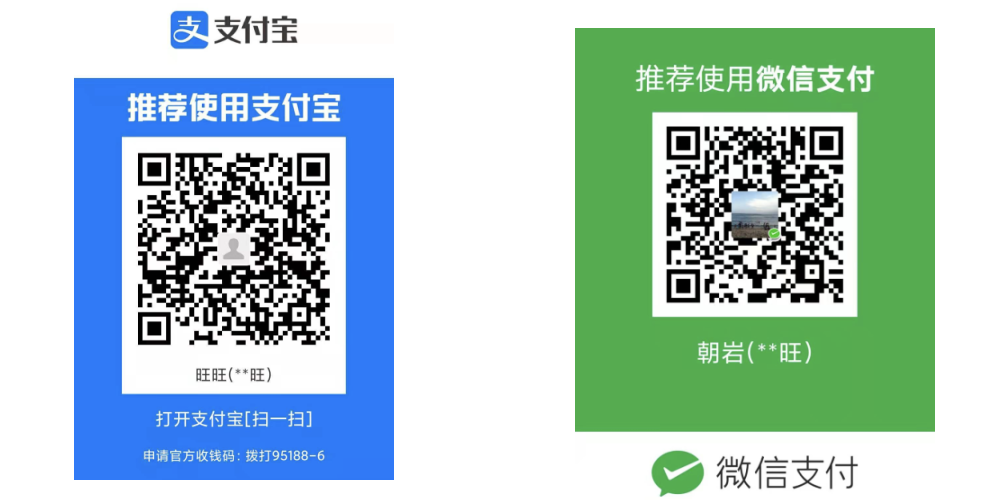 支付宝
推荐使用支付宝
旺旺(**旺)
打开支付宝[扫一扫]
申请官方收钱码：拨打95188-6
推荐使用微信支付
朝岩(**旺)
微信支付